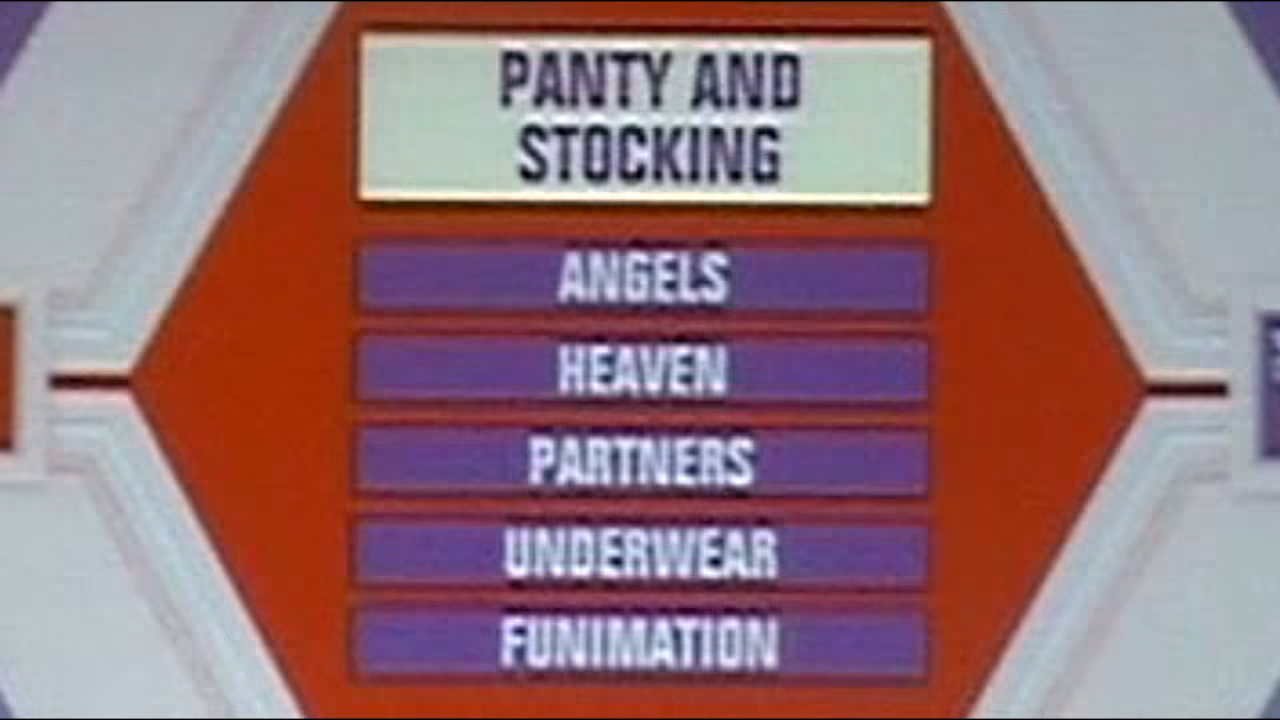 PANTY AND
STOCKING
ANGELS
HEAVEN
PARTNERS
UNDERWEAR
FUNIMATION